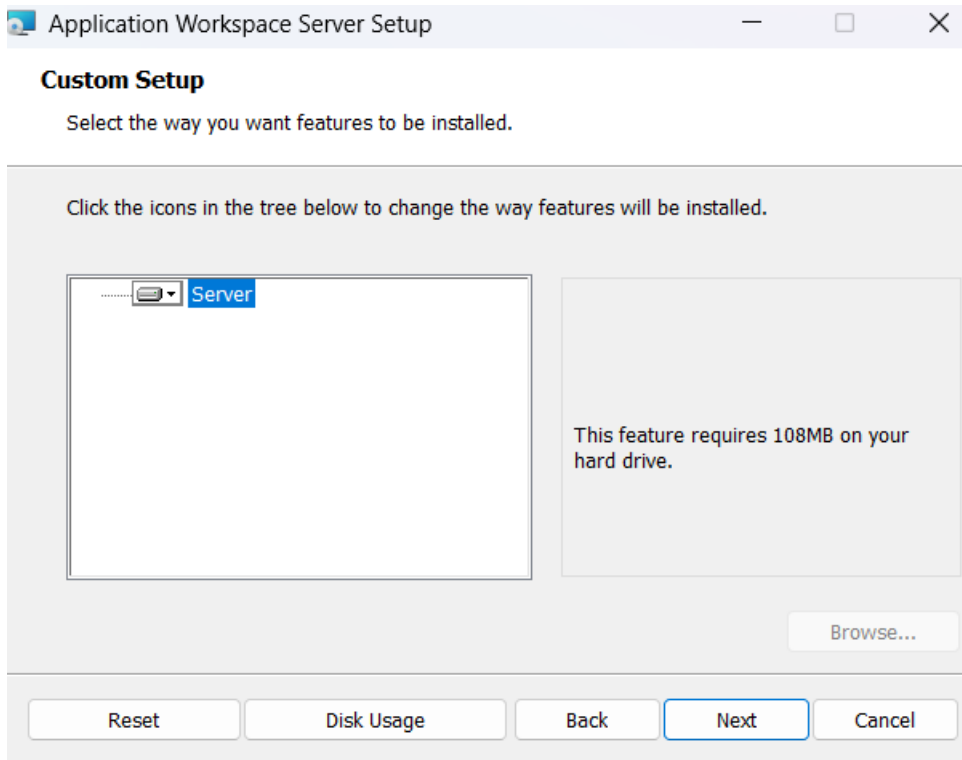 Application Workspace Server Setup
Custom Setup
Select the way you want features to be installed.
Click the icons in the tree below to change the way features will be installed.
Server
This feature requires 108MB on your
hard drive.
Browse...
Reset Disk Usage Back Next Cancel